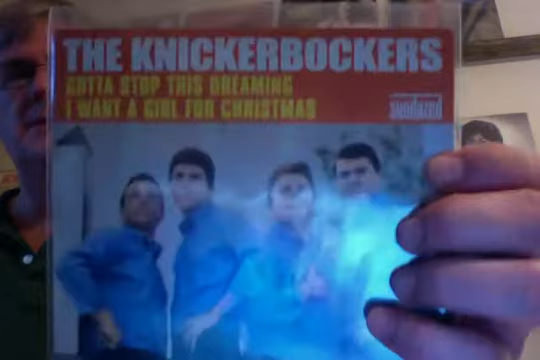 THE KNICKERBOCKERS
GOTTA STOP THIS DREAMING
I WANT A GIRL FOR CHRISTMAS
sundazed